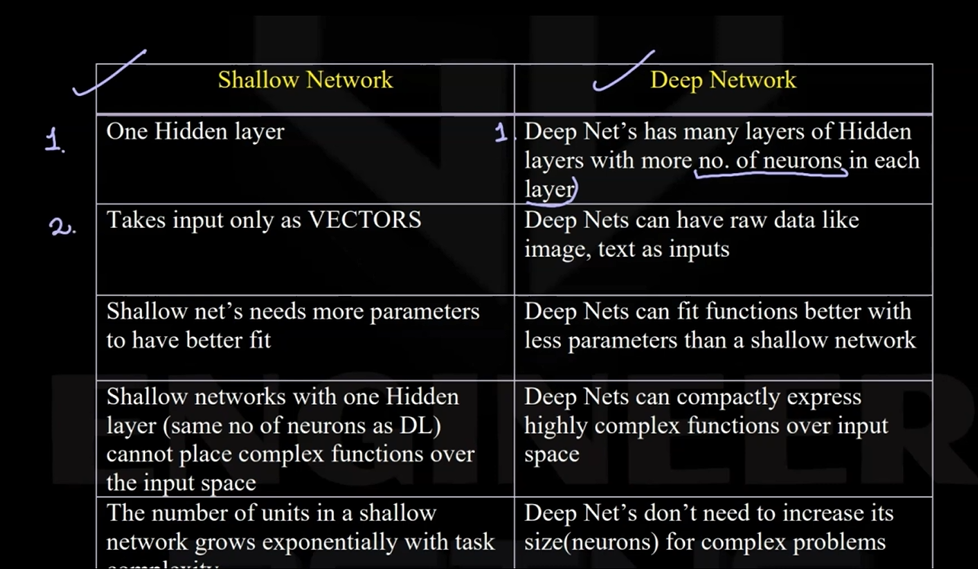 Shallow Network
Deep Network
1.
One Hidden layer
1.
Deep Net's has many layers of Hidden
layers with more no. of neurons in each
layer)
2.
Takes input only as VECTORS
Deep Nets can have raw data like
image, text as inputs
Shallow net's needs more parameters
to have better fit
Deep Nets can fit functions better with
less parameters than a shallow network
Shallow networks with one Hidden
layer (same no of neurons as DL)
cannot place complex functions over
the input space
Deep Nets can compactly express
highly complex functions over input
space
The number of units in a shallow
network grows exponentially with task
complexity
Deep Net's don't need to increase its
size(neurons) for complex problems
ENGINEER